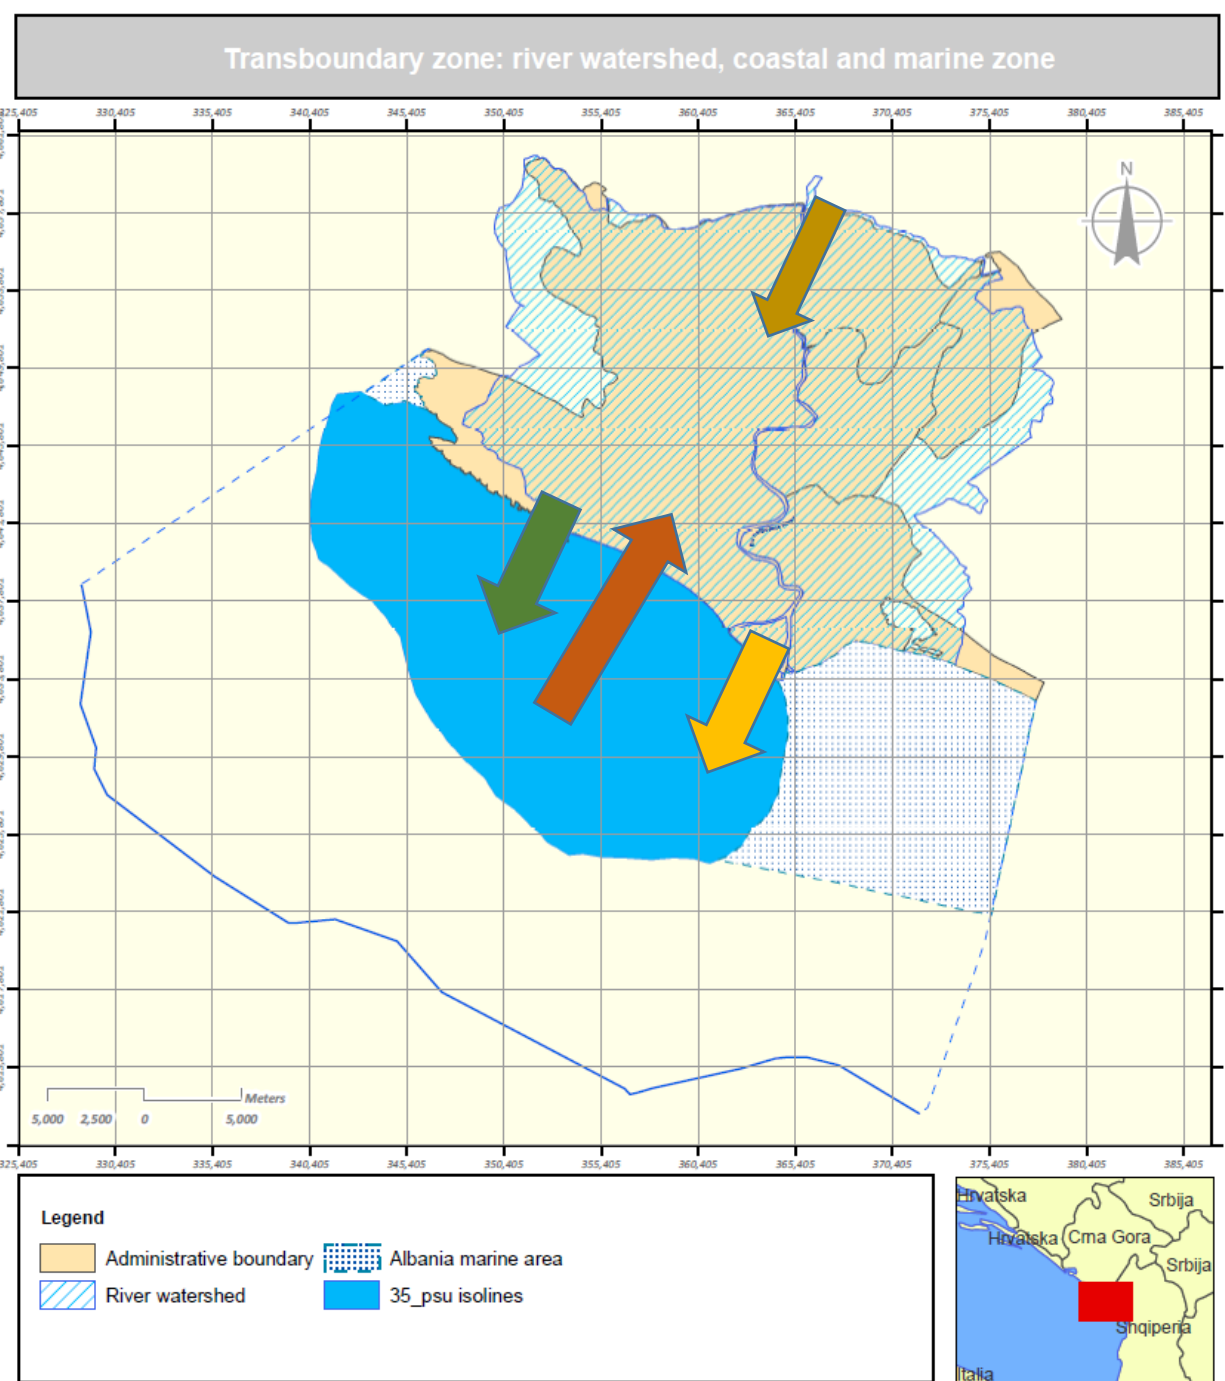 Transboundary zone: river watershed, coastal and marine zone
325,405 330,405 335,405 340,405 345,405 350,405 355,405 360,405 365,405 370,405 375,405 380,405 385,405
N
Meters
5,000 2,500 0 5,000
325,405 330,405 335,405 340,405 345,405 350,405 355,405 360,405 365,405 370,405 375,405 380,405 385,405
Legend
Administrative boundary
Albania marine area
River watershed
35_psu isolines
Hrvatska
Srbija
Hrvatska
Crna Gora
Srbija
Shqiperia
Italia